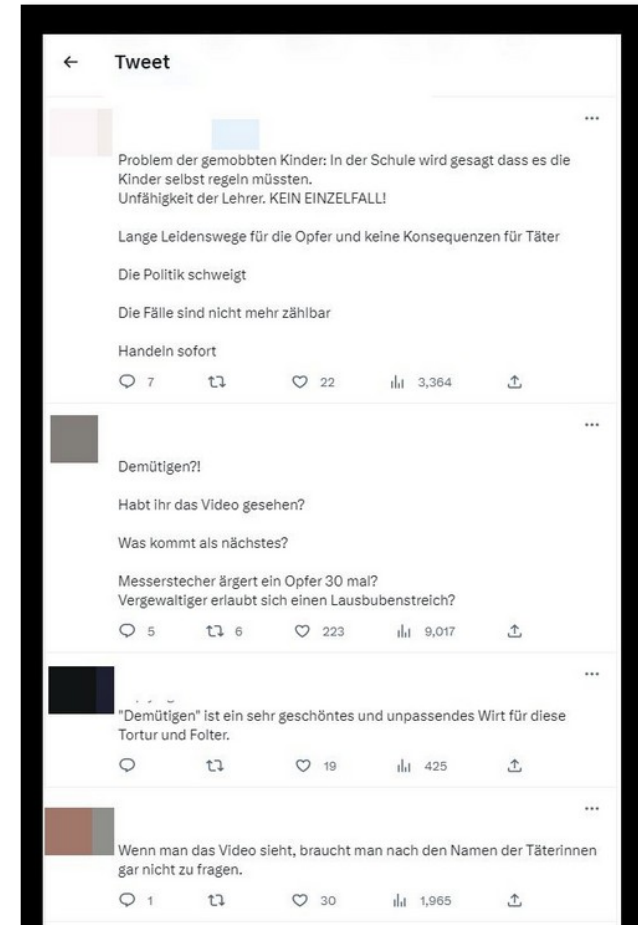 Tweet
Problem der gemobbten Kinder: In der Schule wird gesagt dass es die
Kinder selbst regeln müssten.
Unfähigkeit der Lehrer. KEIN EINZELFALL!
Lange Leidenswege für die Opfer und keine Konsequenzen für Täter
Die Politik schweigt
Die Fälle sind nicht mehr zählbar
Handeln sofort
7 22 3,364
Demütigen?!
Habt ihr das Video gesehen?
Was kommt als nächstes?
Messerstecher ärgert ein Opfer 30 mal?
Vergewaltiger erlaubt sich einen Lausbubenstreich?
5 6 223 9,017
"Demütigen" ist ein sehr geschöntes und unpassendes Wirt für diese
Tortur und Folter.
19 425
Wenn man das Video sieht, braucht man nach den Namen der Täterinnen
gar nicht zu fragen.
1 30 1,965